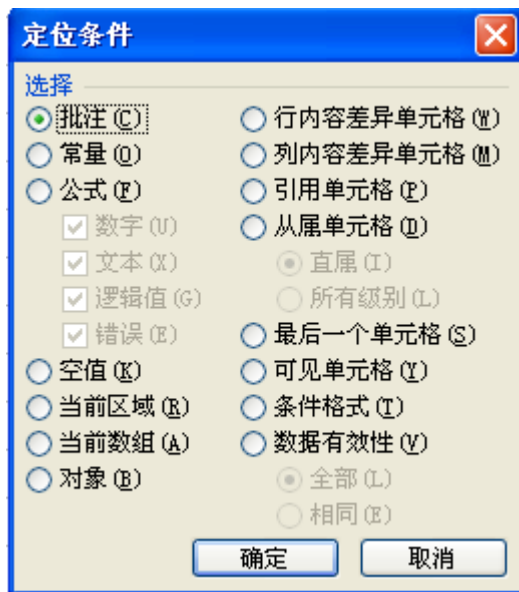 定位条件
选择
批注(C) 行内容差异单元格(W)
常量(O) 列内容差异单元格(M)
公式(F) 引用单元格(P)
数字(U) 从属单元格(D)
文本(X) 直属(I)
逻辑值(G) 所有级别(L)
错误(E) 最后一个单元格(S)
空值(K) 可见单元格(Y)
当前区域(R) 条件格式(T)
当前数组(A) 数据有效性(V)
对象(B) 全部(L)
相同(E)
确定 取消